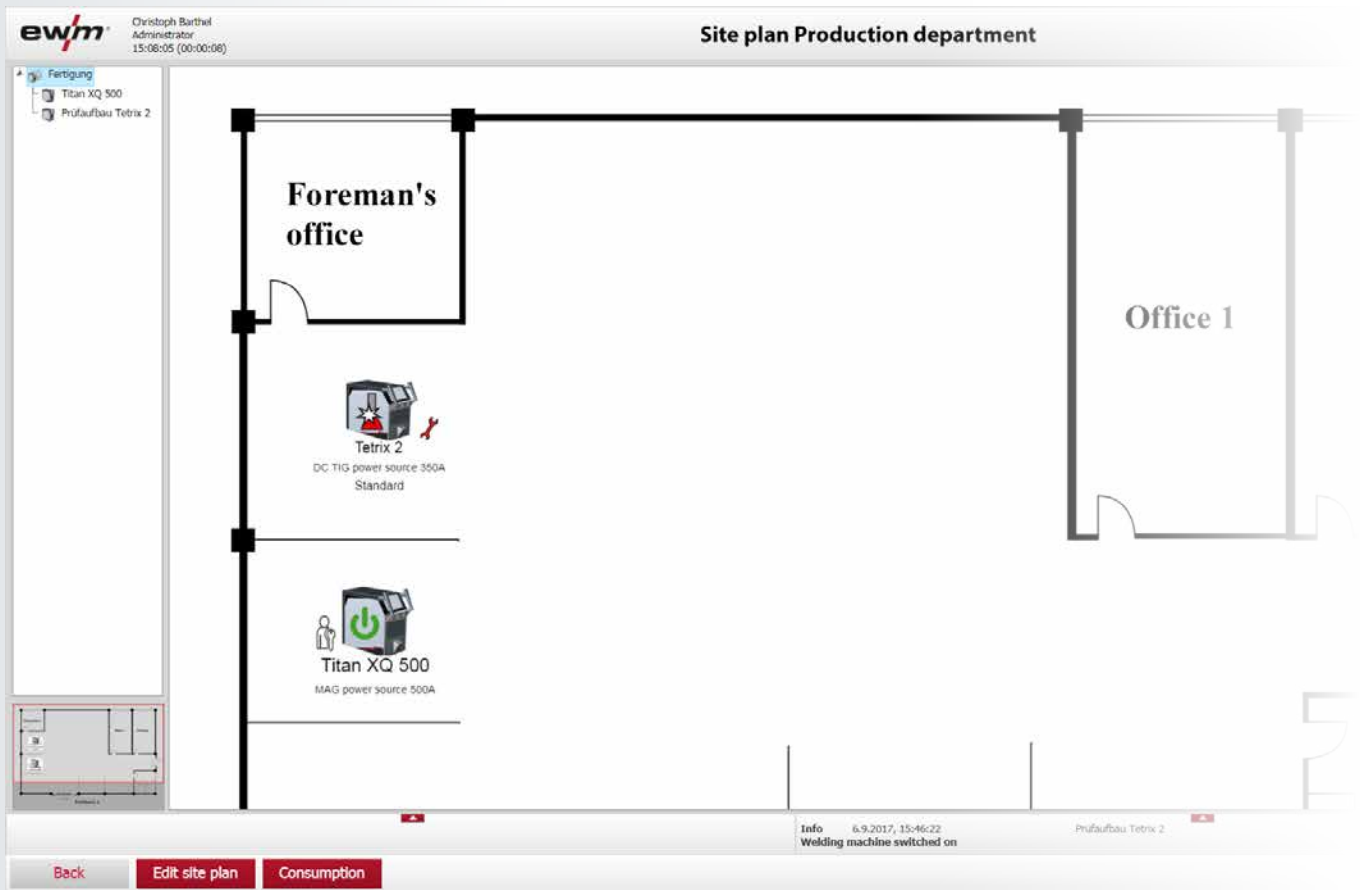 ewm
Christoph Barthel
Administrator
15:08:05 (00:00:08)
Site plan Production department
Fertigung
Titan XQ 500
Prüfaufbau Tetrix 2
Foreman's
office
Office 1
Tetrix 2
DC TIG power source 350A
Standard
Titan XQ 500
MAG power source 500A
Info 6.9.2017, 15:46:22
Welding machine switched on
Prüfaufbau Tetrix 2
Back
Edit site plan
Consumption